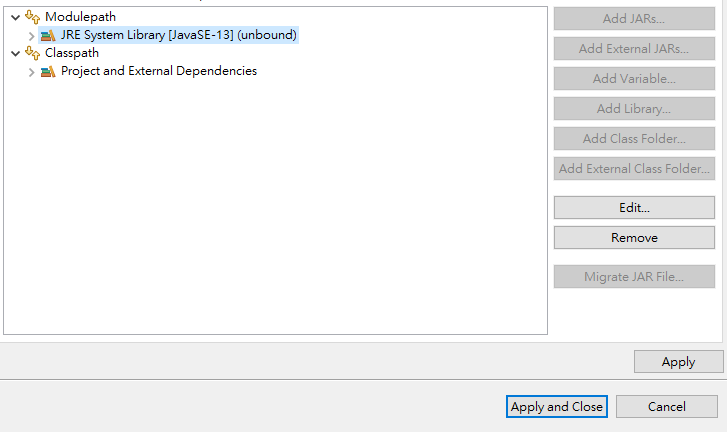 Modulepath
JRE System Library [JavaSE-13] (unbound)
Classpath
Project and External Dependencies
Add JARs...
Add External JARs...
Add Variable...
Add Library...
Add Class Folder...
Add External Class Folder...
Edit...
Remove
Migrate JAR File...
Apply
Apply and Close
Cancel